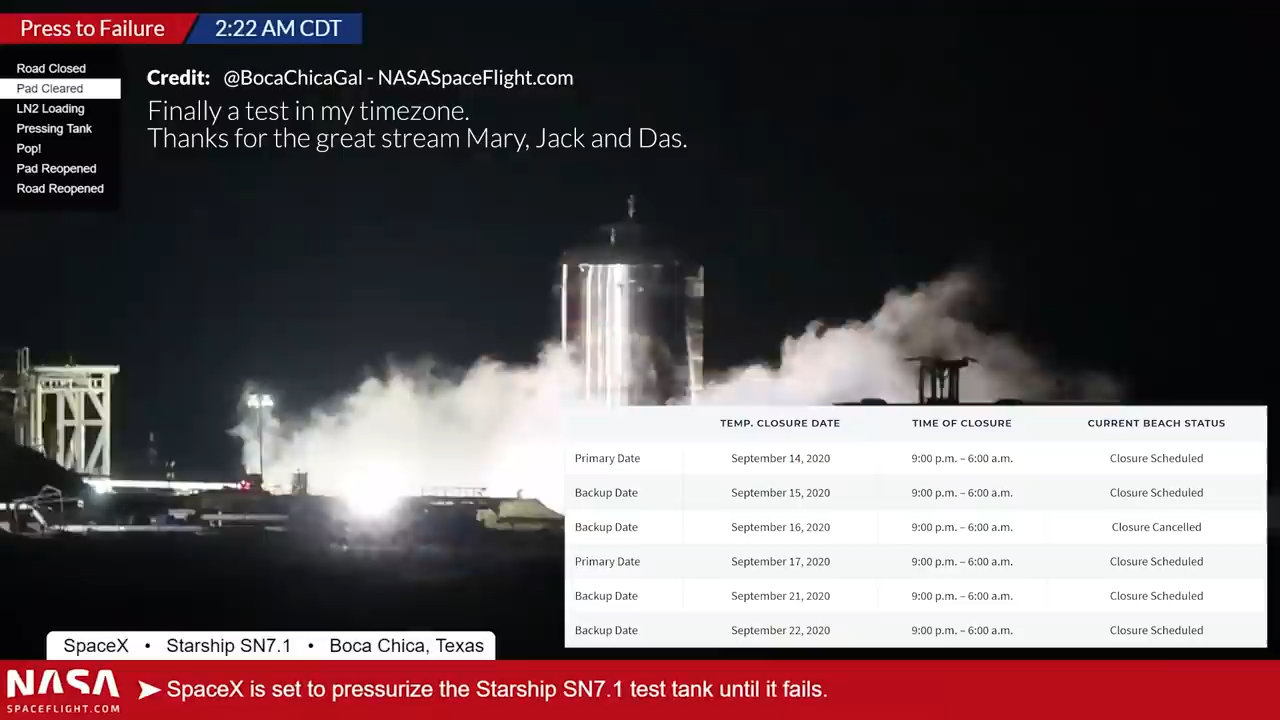 Press to Failure
2:22 AM CDT
Road Closed
Pad Cleared
LN2 Loading
Pressing Tank
Pop!
Pad Reopened
Road Reopened
Credit: @BocaChicaGal - NASASpaceFlight.com
Finally a test in my timezone.
Thanks for the great stream Mary, Jack and Das.
TEMP. CLOSURE DATE TIME OF CLOSURE CURRENT BEACH STATUS
Primary Date September 14, 2020 9:00 p.m. – 6:00 a.m. Closure Scheduled
Backup Date September 15, 2020 9:00 p.m. – 6:00 a.m. Closure Scheduled
Backup Date September 16, 2020 9:00 p.m. – 6:00 a.m. Closure Cancelled
Primary Date September 17, 2020 9:00 p.m. – 6:00 a.m. Closure Scheduled
Backup Date September 21, 2020 9:00 p.m. – 6:00 a.m. Closure Scheduled
Backup Date September 22, 2020 9:00 p.m. – 6:00 a.m. Closure Scheduled
SpaceX • Starship SN7.1 • Boca Chica, Texas
NASA
SPACEFLIGHT.COM
➤ SpaceX is set to pressurize the Starship SN7.1 test tank until it fails.